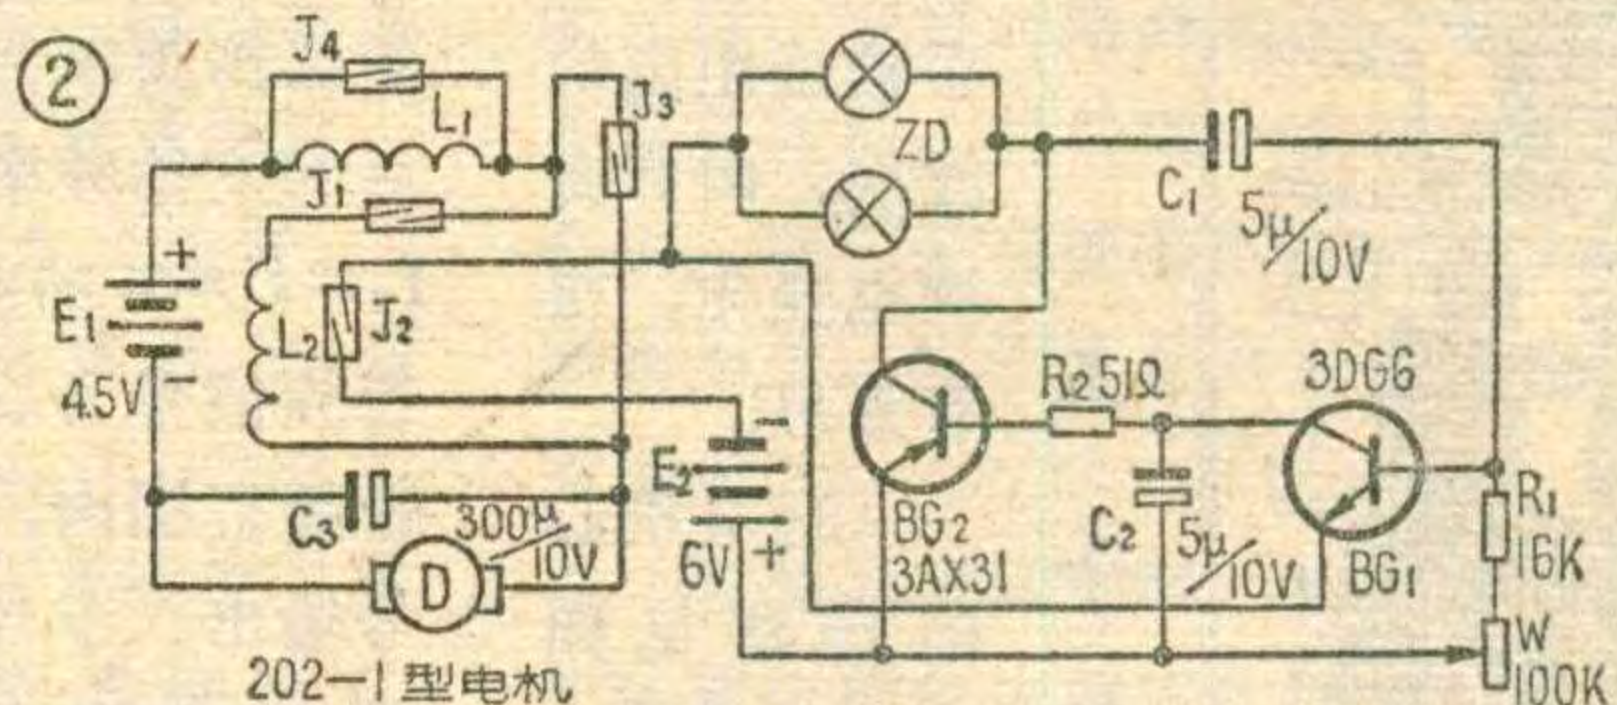 ②
J4
L1
J3
J1
ZD
C1
5μ/10V
+
E1
4.5V
−
L2
J2
R2 51Ω
3DG6
−
E2
6V
+
BG2
3AX31
C2
5μ/10V
BG1
R1
16K
C3
300μ/10V
D
W
100K
202—1型电机